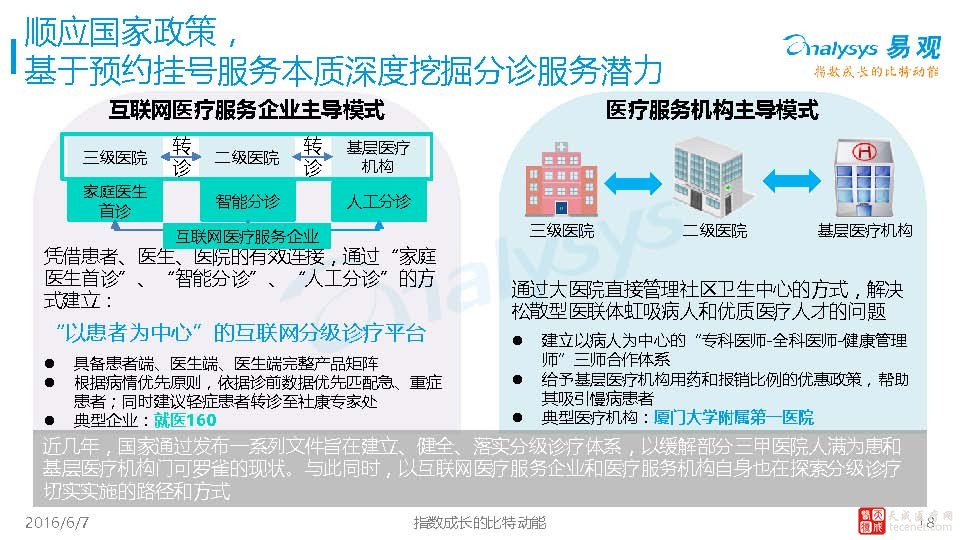 顺应国家政策，
基于预约挂号服务本质深度挖掘分诊服务潜力
analysys 易观
指数成长的比特动能
互联网医疗服务企业主导模式
三级医院
转诊
二级医院
转诊
基层医疗
机构
家庭医生
首诊
智能分诊
人工分诊
互联网医疗服务企业
凭借患者、医生、医院的有效连接，通过“家庭
医生首诊”、“智能分诊”、“人工分诊”的方
式建立：
“以患者为中心”的互联网分级诊疗平台
● 具备患者端、医生端、医生端完整产品矩阵
● 根据病情优先原则，依据诊前数据优先匹配急、重症
患者；同时建议轻症患者转诊至社康专家处
● 典型企业：就医160
医疗服务机构主导模式
H
三级医院
二级医院
基层医疗机构
通过大医院直接管理社区卫生中心的方式，解决
松散型医联体虹吸病人和优质医疗人才的问题
● 建立以病人为中心的“专科医师-全科医师-健康管理
师”三师合作体系
● 给予基层医疗机构用药和报销比例的优惠政策，帮助
其吸引慢病患者
● 典型医疗机构：厦门大学附属第一医院
近几年，国家通过发布一系列文件旨在建立、健全、落实分级诊疗体系，以缓解部分三甲医院人满为患和
基层医疗机构门可罗雀的现状。与此同时，以互联网医疗服务企业和医疗服务机构自身也在探索分级诊疗
切实实施的路径和方式
2016/6/7
指数成长的比特动能
18
天成医疗网
tecenet.com